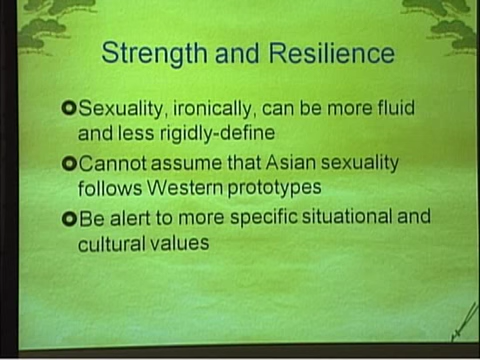 Strength and Resilience
Sexuality, ironically, can be more fluid
and less rigidly-define
Cannot assume that Asian sexuality
follows Western prototypes
Be alert to more specific situational and
cultural values